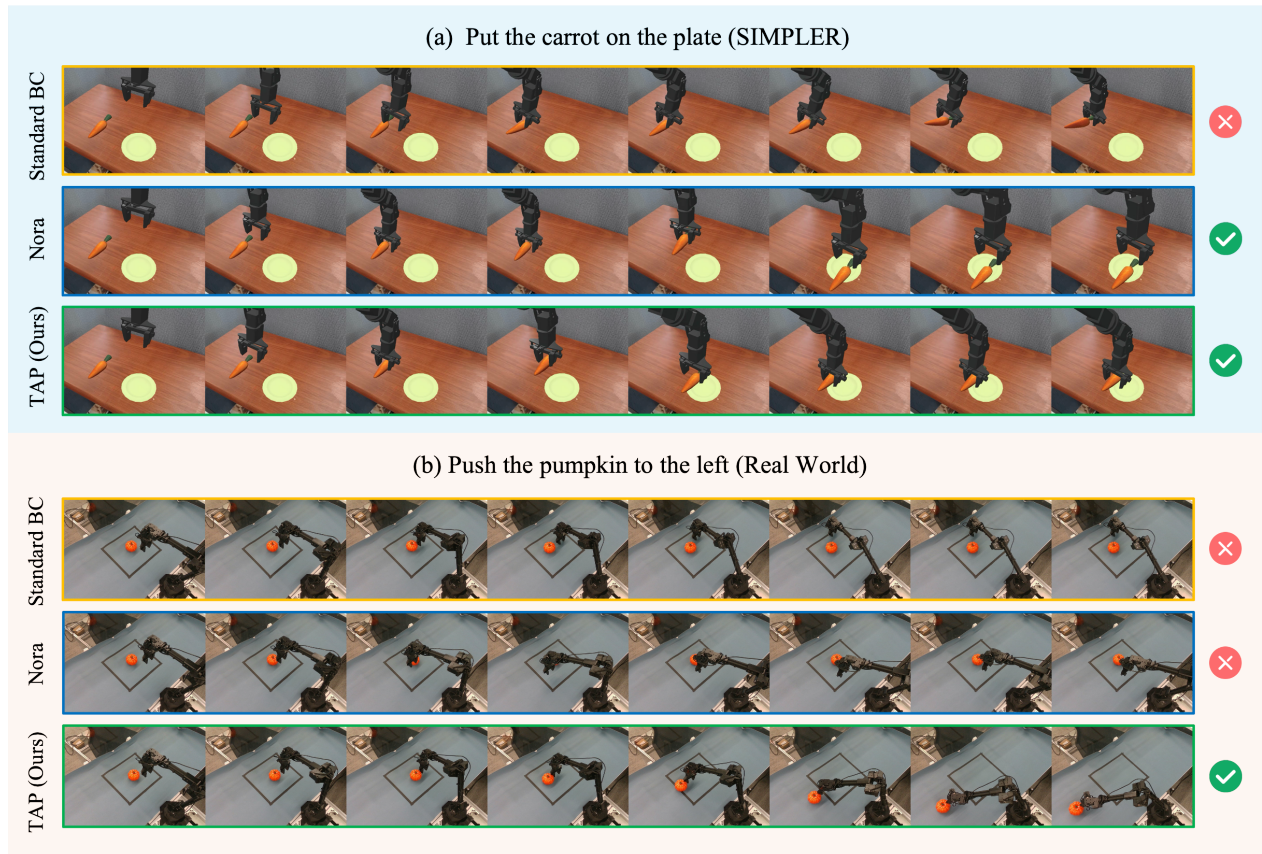 (a) Put the carrot on the plate (SIMPLER)
Standard BC
Nora
TAP (Ours)
(b) Push the pumpkin to the left (Real World)
Standard BC
Nora
TAP (Ours)